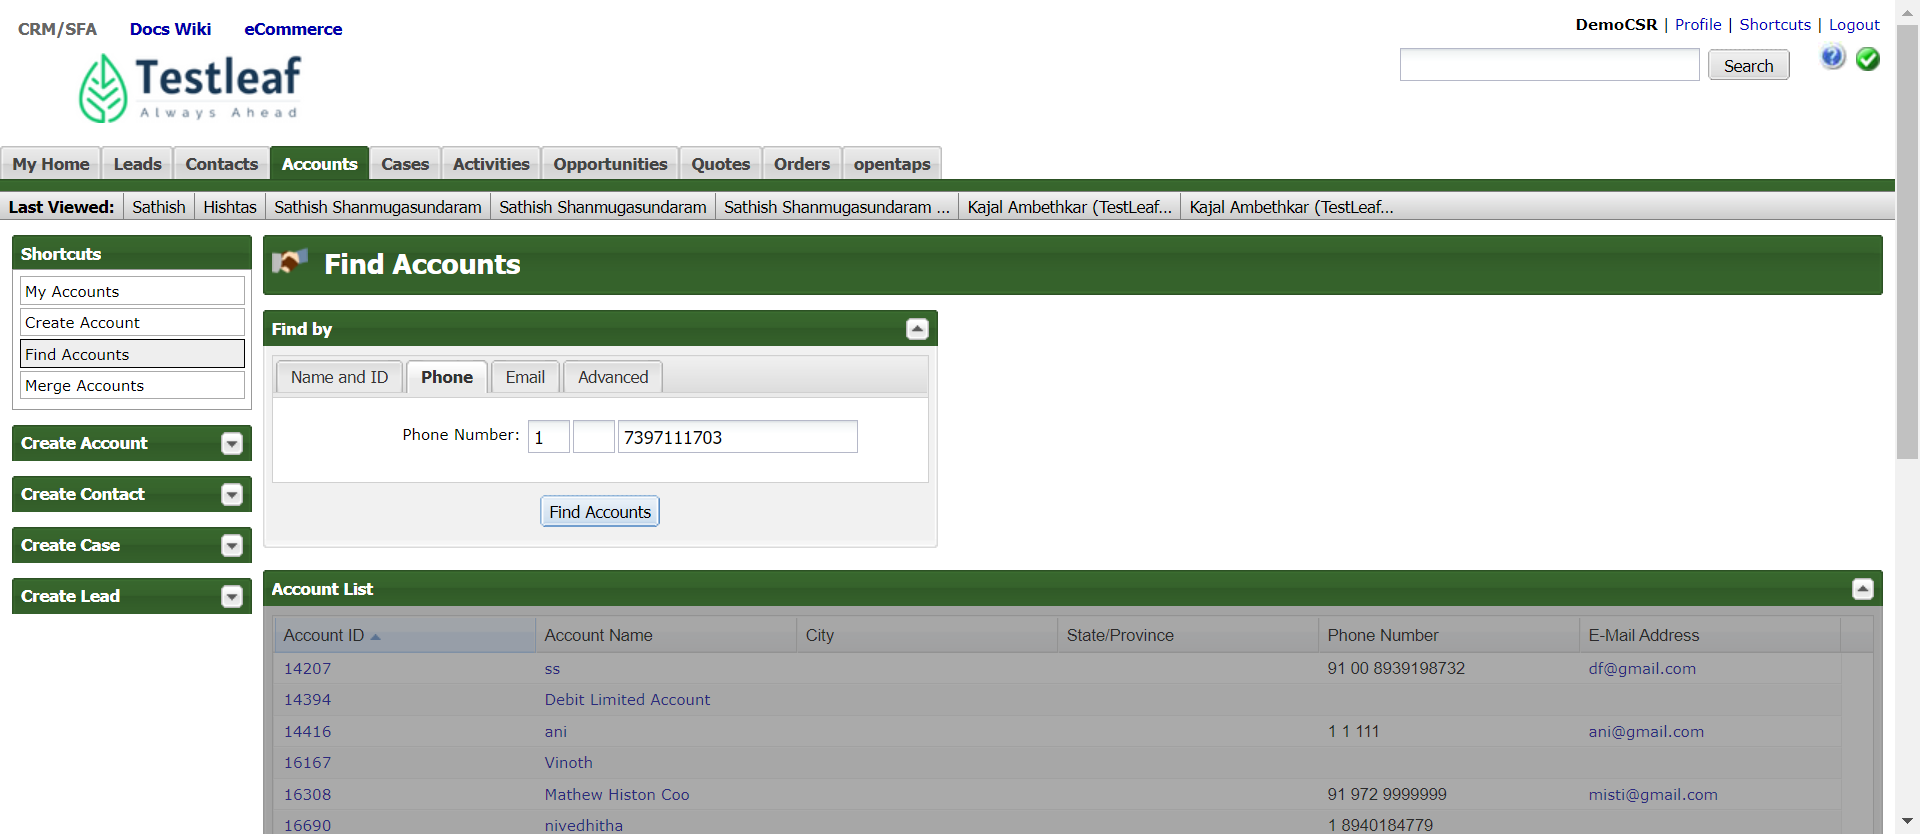 CRM/SFA Docs Wiki eCommerce
DemoCSR | Profile | Shortcuts | Logout
Search
Testleaf
Always Ahead
My Home Leads Contacts Accounts Cases Activities Opportunities Quotes Orders opentaps
Last Viewed: Sathish Hishtas Sathish Shanmugasundaram Sathish Shanmugasundaram Sathish Shanmugasundaram ... Kajal Ambethkar (TestLeaf... Kajal Ambethkar (TestLeaf...
Shortcuts
My Accounts
Create Account
Find Accounts
Merge Accounts
Create Account
Create Contact
Create Case
Create Lead
Find Accounts
Find by
Name and ID Phone Email Advanced
Phone Number: 1 7397111703
Find Accounts
Account List
Account ID Account Name City State/Province Phone Number E-Mail Address
14207 ss 91 00 8939198732 df@gmail.com
14394 Debit Limited Account
14416 ani 1 1 111 ani@gmail.com
16167 Vinoth
16308 Mathew Histon Coo 91 972 9999999 misti@gmail.com
16690 nivedhitha 1 8940184779